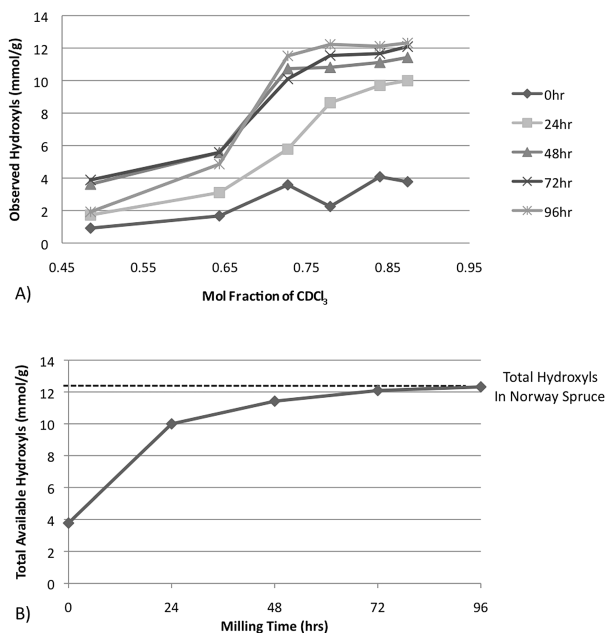 14
12
10
8
6
4
2
0
Observed Hydroxyls (mmol/g)
0.45 0.55 0.65 0.75 0.85 0.95
Mol Fraction of CDCl3
A)
0hr
24hr
48hr
72hr
96hr
14
12
10
8
6
4
2
0
Total Available Hydroxyls (mmol/g)
Total Hydroxyls
In Norway Spruce
0 24 48 72 96
Milling Time (hrs)
B)